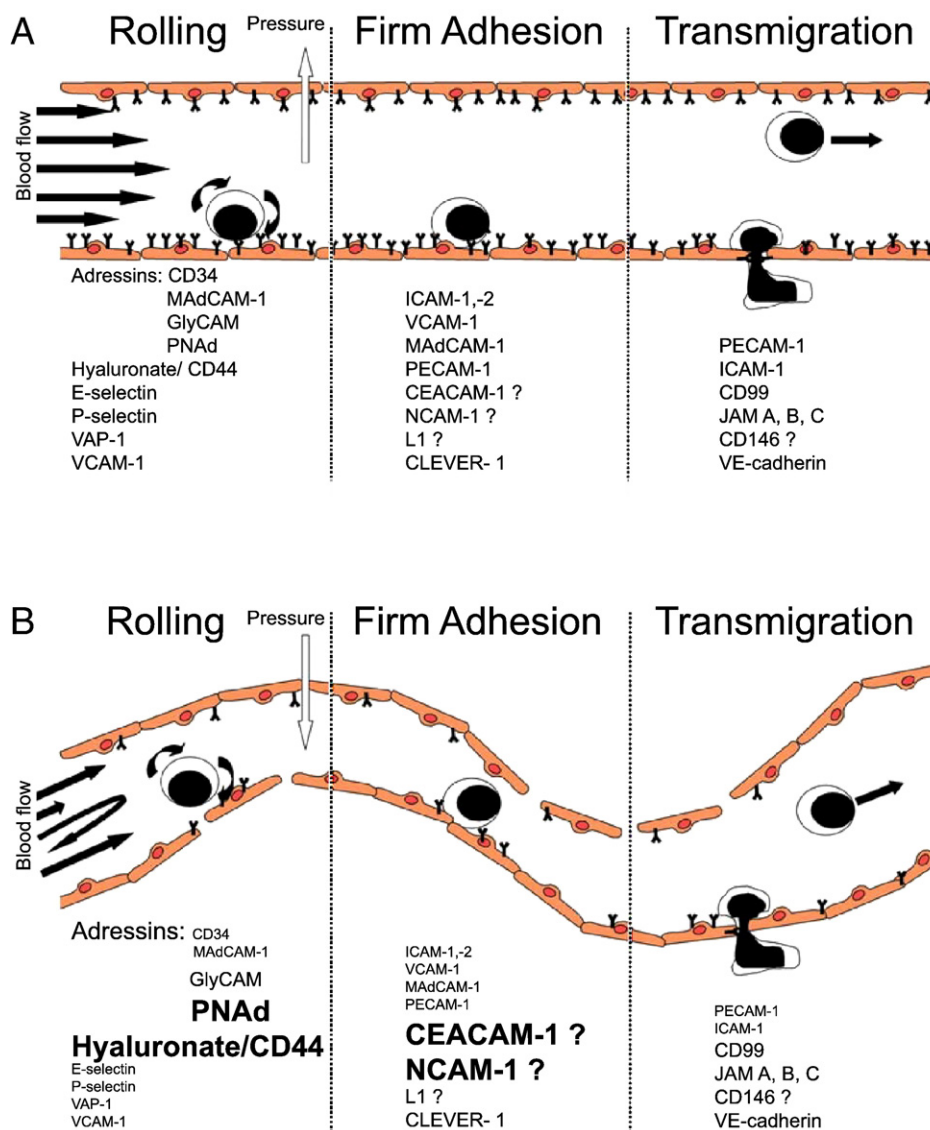 A
Rolling
Pressure
Firm Adhesion
Transmigration
Blood flow
Adressins: CD34
MAdCAM-1
GlyCAM
PNAd
Hyaluronate/ CD44
E-selectin
P-selectin
VAP-1
VCAM-1
ICAM-1,-2
VCAM-1
MAdCAM-1
PECAM-1
CEACAM-1 ?
NCAM-1 ?
L1 ?
CLEVER- 1
PECAM-1
ICAM-1
CD99
JAM A, B, C
CD146 ?
VE-cadherin
B
Rolling
Pressure
Firm Adhesion
Transmigration
Blood flow
Adressins: CD34
MAdCAM-1
GlyCAM
PNAd
Hyaluronate/CD44
E-selectin
P-selectin
VAP-1
VCAM-1
ICAM-1,-2
VCAM-1
MAdCAM-1
PECAM-1
CEACAM-1 ?
NCAM-1 ?
L1 ?
CLEVER- 1
PECAM-1
ICAM-1
CD99
JAM A, B, C
CD146 ?
VE-cadherin